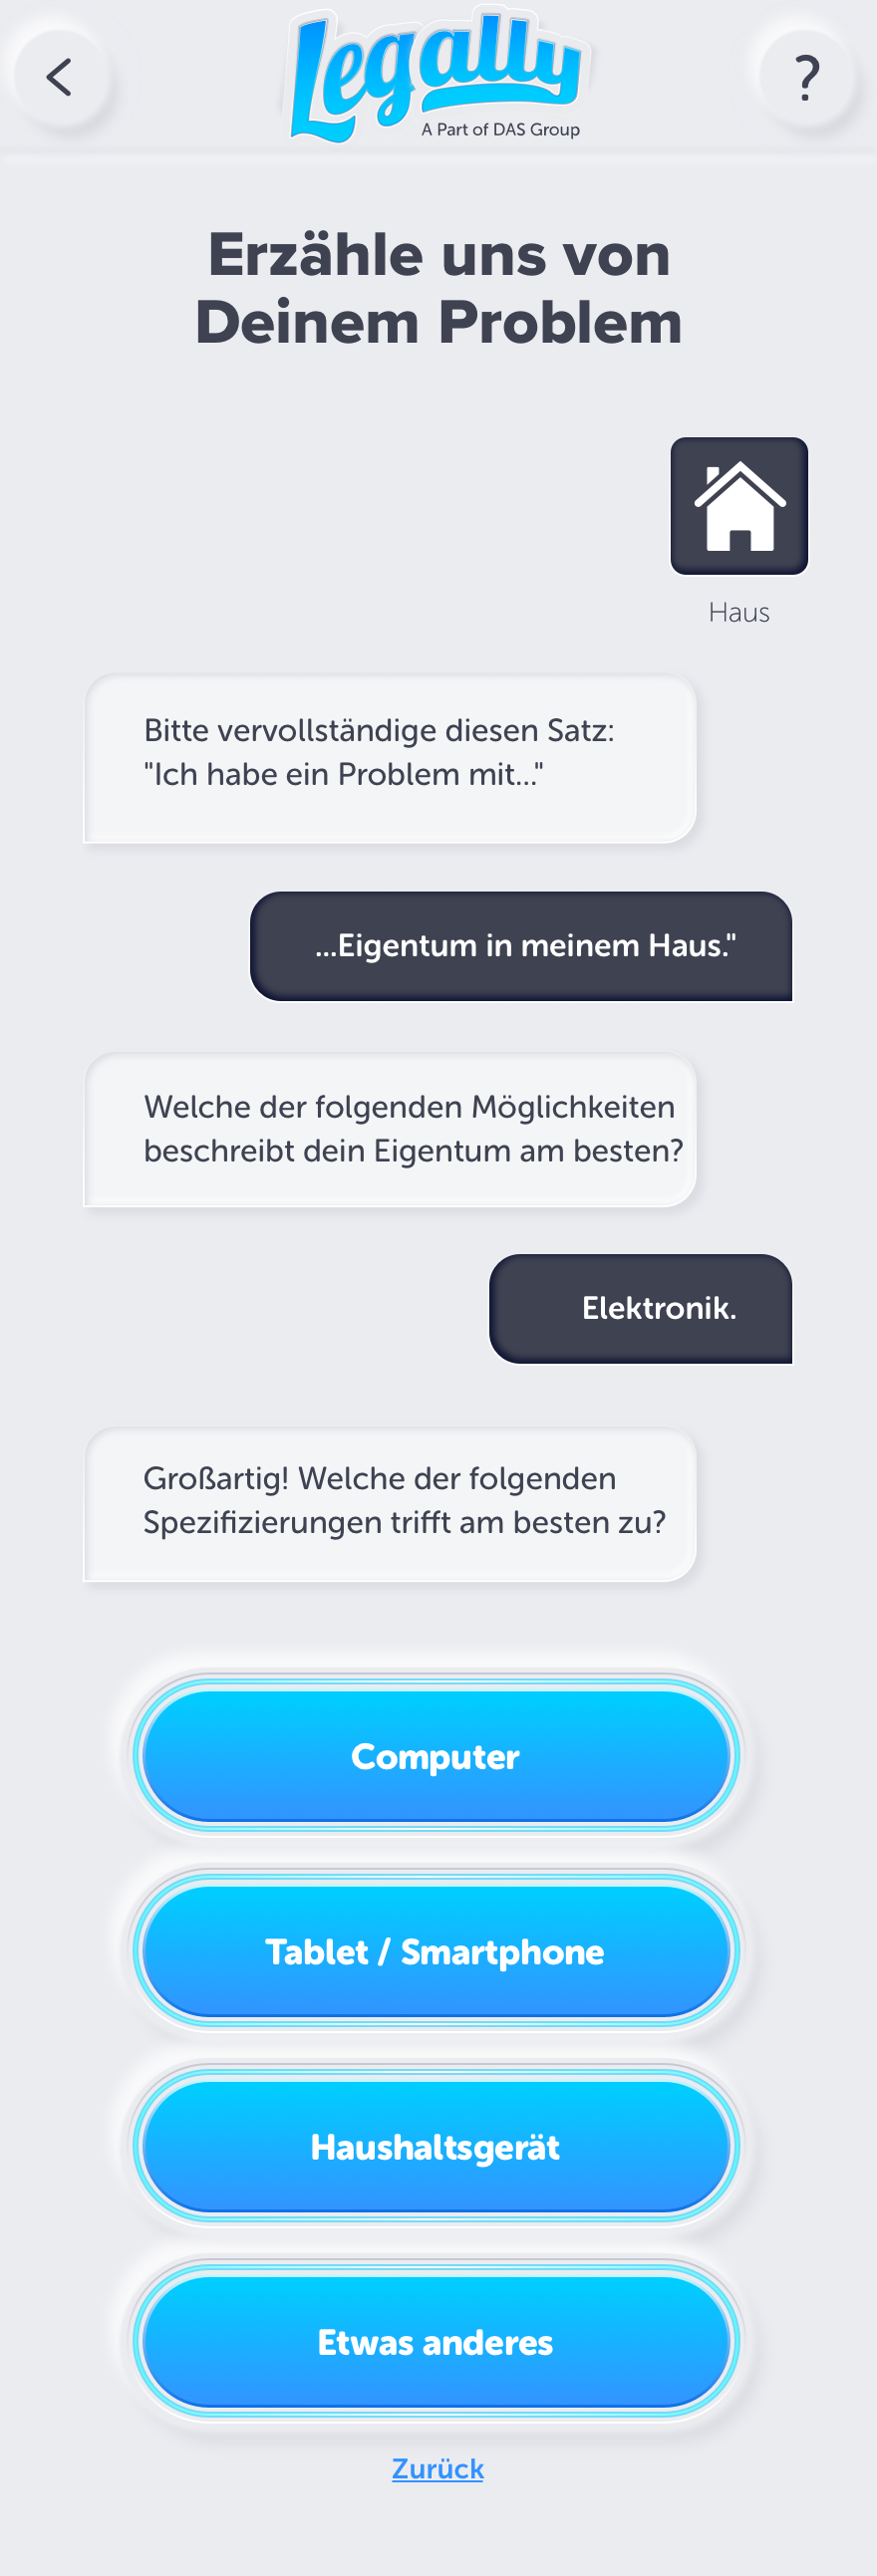 Legally
A Part of DAS Group
?
Erzähle uns von
Deinem Problem
Haus
Bitte vervollständige diesen Satz:
"Ich habe ein Problem mit..."
...Eigentum in meinem Haus."
Welche der folgenden Möglichkeiten
beschreibt dein Eigentum am besten?
Elektronik.
Großartig! Welche der folgenden
Spezifizierungen trifft am besten zu?
Computer
Tablet / Smartphone
Haushaltsgerät
Etwas anderes
Zurück